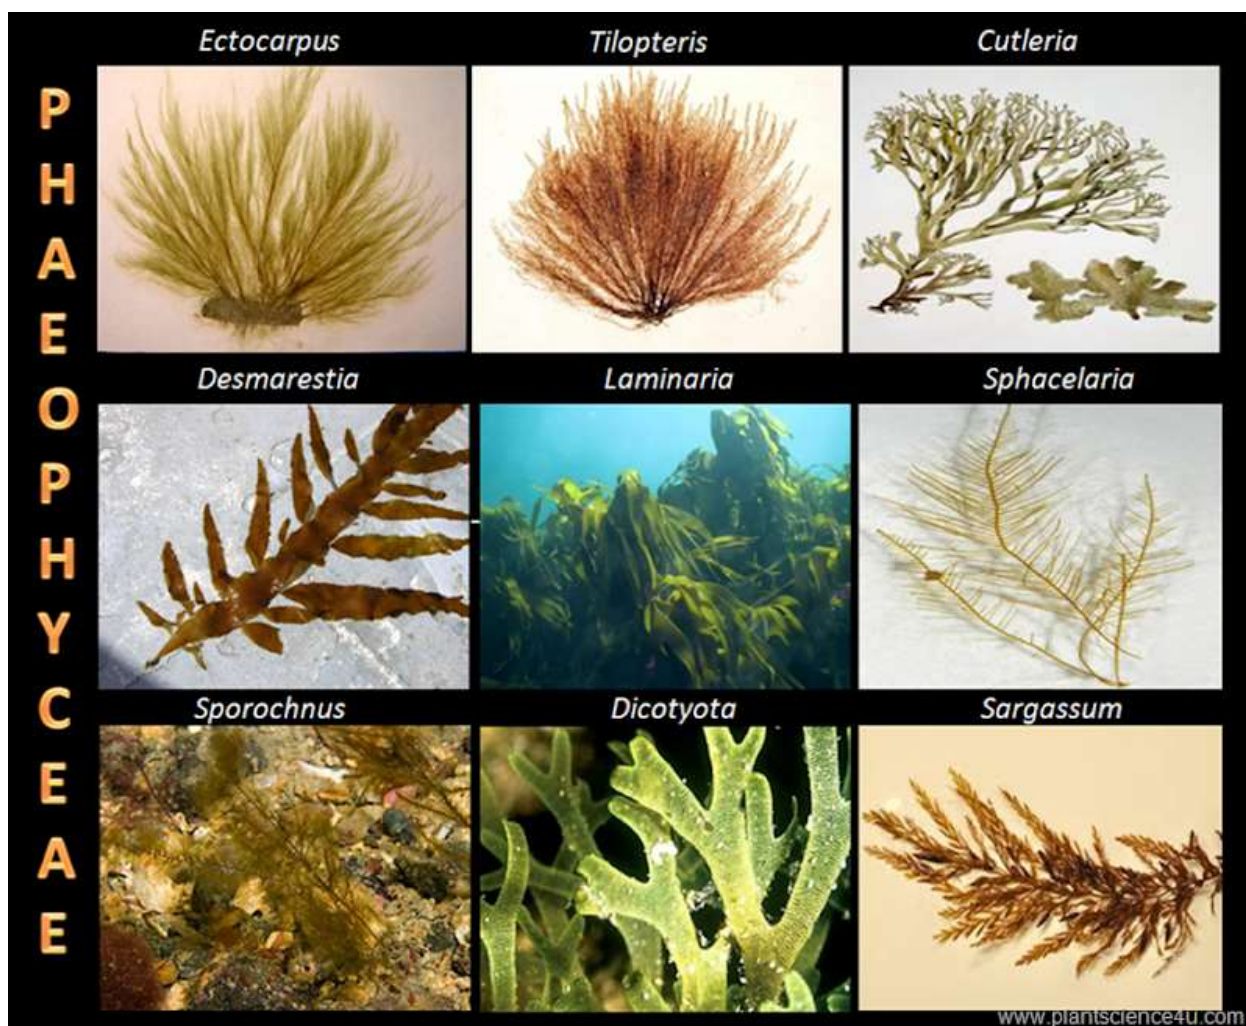 PHAEOPHYCEAE
Ectocarpus
Tilopteris
Cutleria
Desmarestia
Laminaria
Sphacelaria
Sporochnus
Dicotyota
Sargassum
www.plantscience4u.com